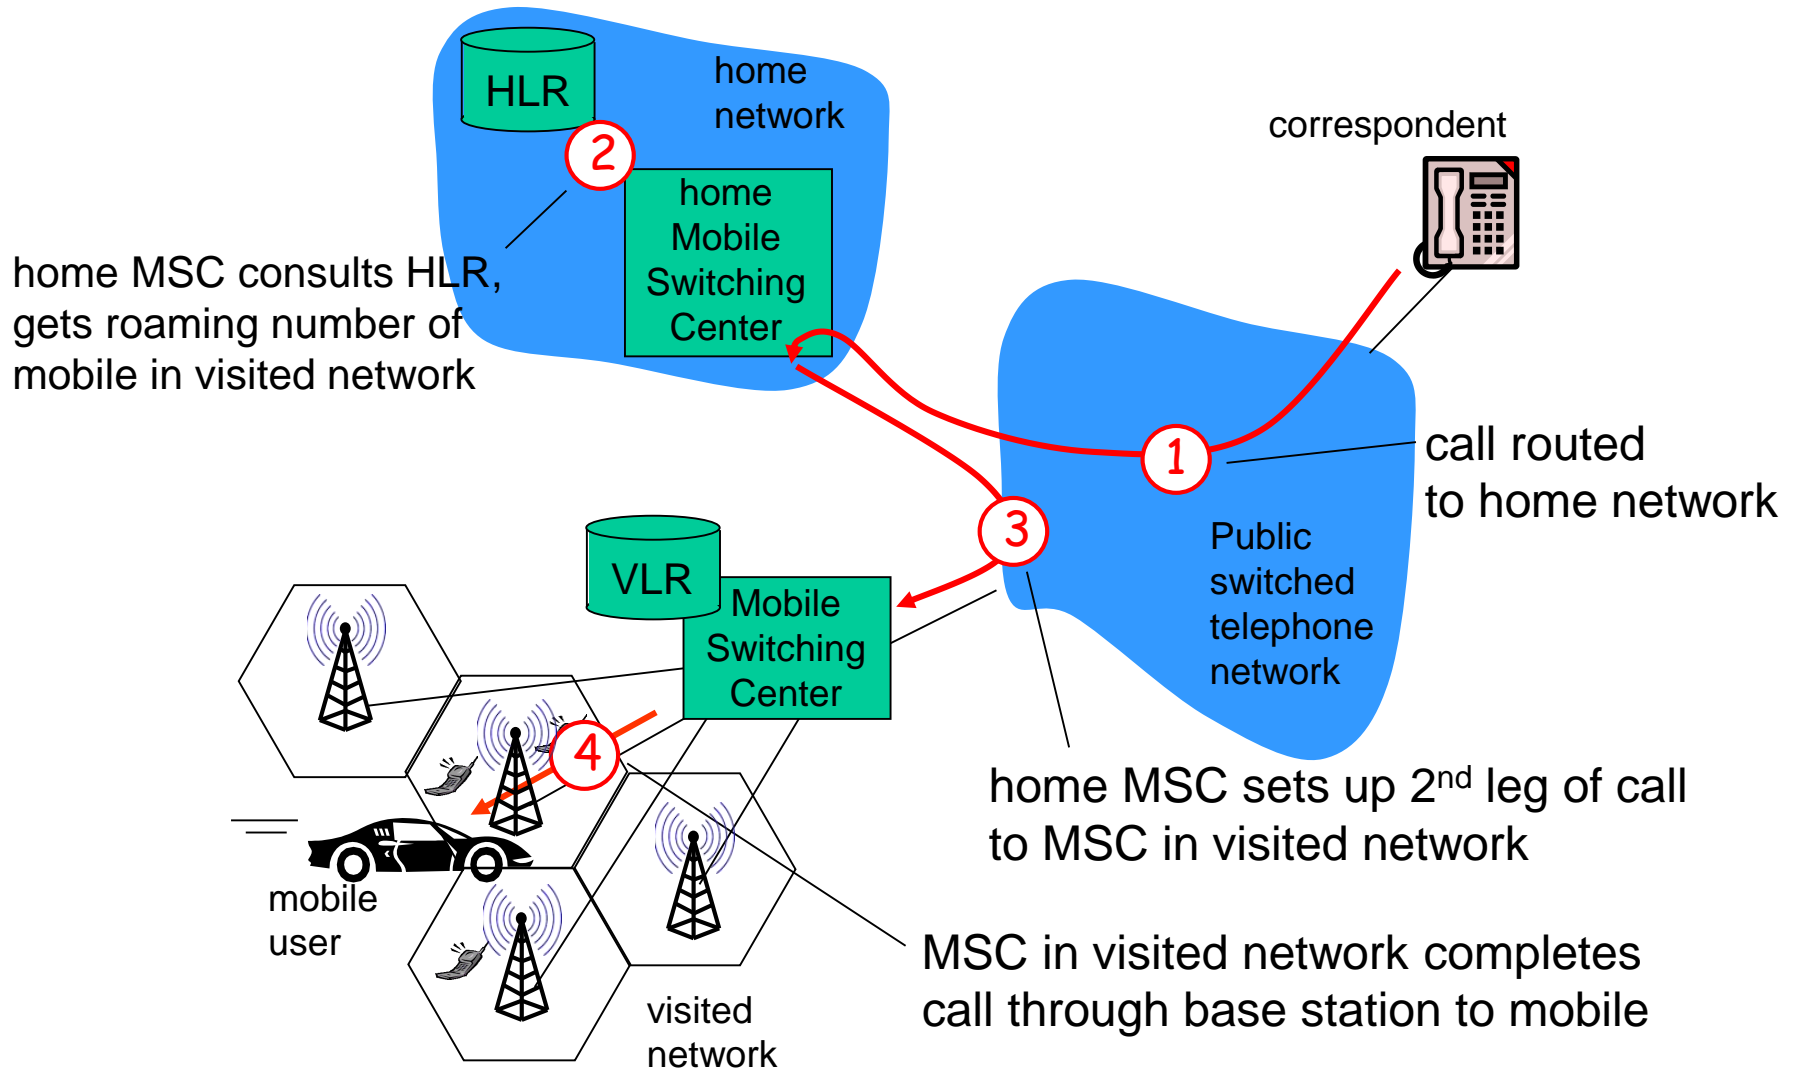 HLR
home
network
2
home
Mobile
Switching
Center
correspondent
home MSC consults HLR,
gets roaming number of
mobile in visited network
1
call routed
to home network
3
Public
switched
telephone
network
VLR
Mobile
Switching
Center
4
home MSC sets up 2nd leg of call
to MSC in visited network
mobile
user
MSC in visited network completes
call through base station to mobile
visited
network